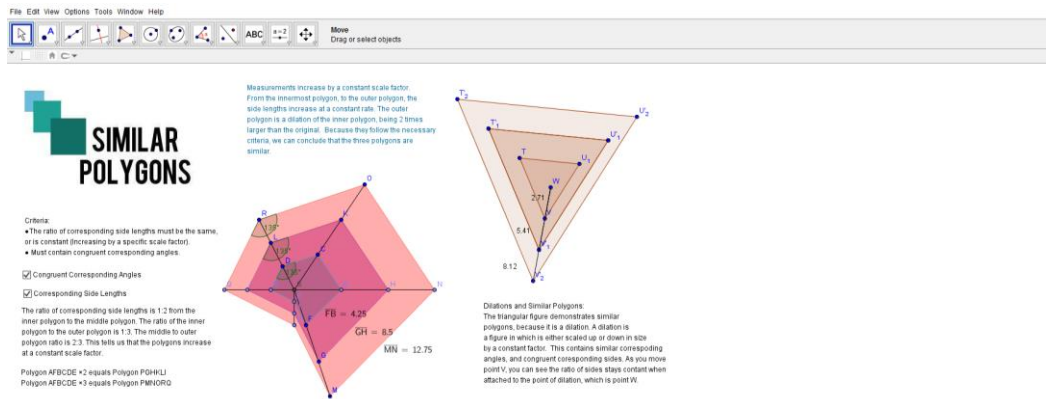 File Edit View Options Tools Window Help
A
ABC
a=2
Move
Drag or select objects
SIMILAR
POLYGONS
Measurements increase by a constant scale factor.
From the innermost polygon, to the outer polygon, the
side lengths increase at a constant rate. The outer
polygon is a dilation of the inner polygon, being 2 times
larger than the original. Because they follow the necessary
criteria, we can conclude that the three polygons are
similar.
Criteria:
●The ratio of corresponding side lengths must be the same,
or is constant (Increasing by a specific scale factor).
● Must contain congruent corresponding angles.
Congruent Corresponding Angles
Corresponding Side Lengths
The ratio of corresponding side lengths is 1:2 from the
inner polygon to the middle polygon. The ratio of the inner
polygon to the outer polygon is 1:3. The middle to outer
polygon ratio is 2:3. This tells us that the polygons increase
at a constant scale factor.
Polygon AFBCDE ×2 equals Polygon PGHKLI
Polygon AFBCDE ×3 equals Polygon PMNORQ
O
R
K
L
C
D
H
N
F
FB = 4.25
GH = 8.5
MN = 12.75
G
M
T'2
U'2
T'1
U'1
T
U1
W
2.71
V
5.41
V'1
8.12
V'2
Dilations and Similar Polygons:
The triangular figure demonstrates similar
polygons, because it is a dilation. A dilation is
a figure in which is either scaled up or down in size
by a constant factor. This contains similar correspoding
angles, and congruent coresponding sides. As you move
point V, you can see the ratio of sides stays contant when
attached to the point of dilation, which is point W.